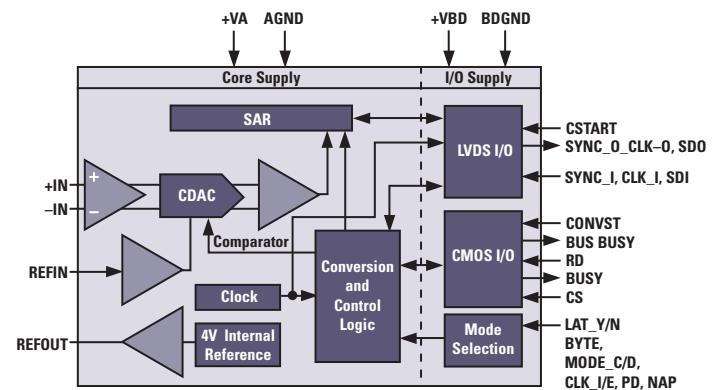 +VA AGND
+VBD BDGND
Core Supply
I/O Supply
SAR
LVDS I/O
CSTART
SYNC_O_CLK–O, SDO
SYNC_I, CLK_I, SDI
+IN
–IN
+
–
CDAC
Comparator
REFIN
Conversion
and
Control
Logic
CMOS I/O
CONVST
BUS BUSY
RD
BUSY
CS
Clock
REFOUT
4V Internal
Reference
Mode
Selection
LAT_Y/N
BYTE,
MODE_C/D,
CLK_I/E, PD, NAP